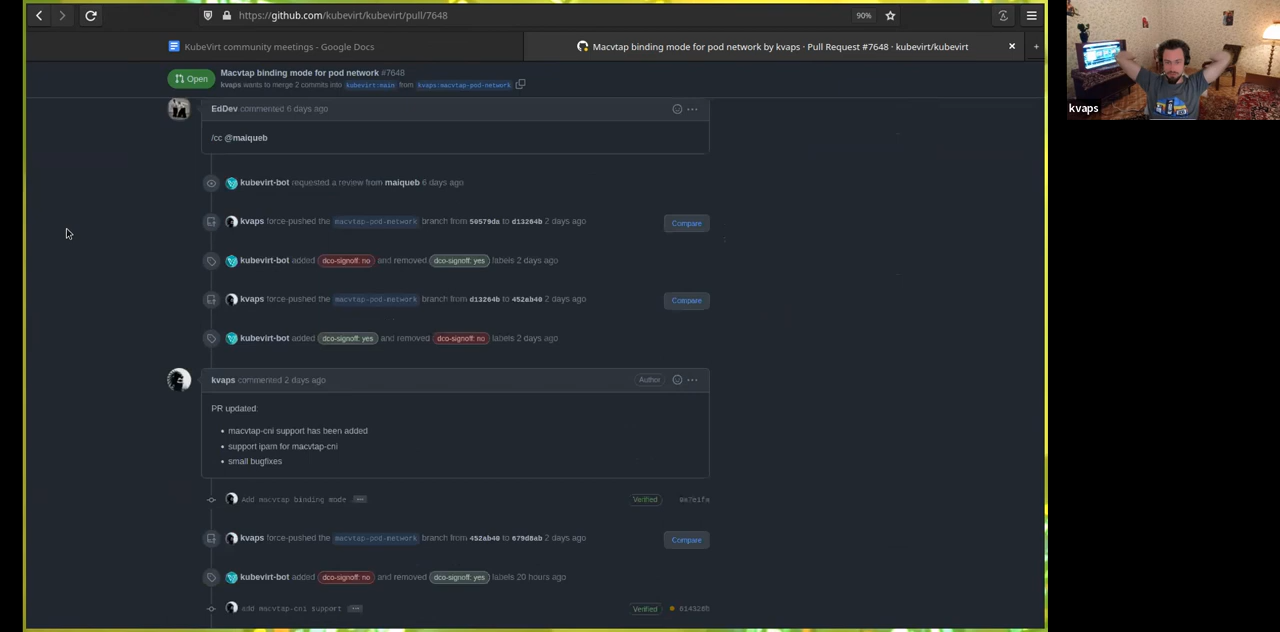 https://github.com/kubevirt/kubevirt/pull/7648
90%
KubeVirt community meetings - Google Docs
Macvtap binding mode for pod network by kvaps · Pull Request #7648 · kubevirt/kubevirt
Open
Macvtap binding mode for pod network #7648
kvaps wants to merge 2 commits into kubevirt:main from kvaps:macvtap-pod-network
EdDev commented 6 days ago
/cc @maiqueb
kubevirt-bot requested a review from maiqueb 6 days ago
kvaps force-pushed the macvtap-pod-network branch from 50579da to d13264b 2 days ago
Compare
kubevirt-bot added dco-signoff: no and removed dco-signoff: yes labels 2 days ago
kvaps force-pushed the macvtap-pod-network branch from d13264b to 452eb40 2 days ago
Compare
kubevirt-bot added dco-signoff: yes and removed dco-signoff: no labels 2 days ago
kvaps commented 2 days ago
Author
PR updated:
• macvtap-cni support has been added
• support ipam for macvtap-cni
• small bugfixes
Add macvtap binding mode
Verified
kvaps force-pushed the macvtap-pod-network branch from 452eb40 to 679d8ab 2 days ago
Compare
kubevirt-bot added dco-signoff: no and removed dco-signoff: yes labels 20 hours ago
add macvtap-cni support
Verified
kvaps